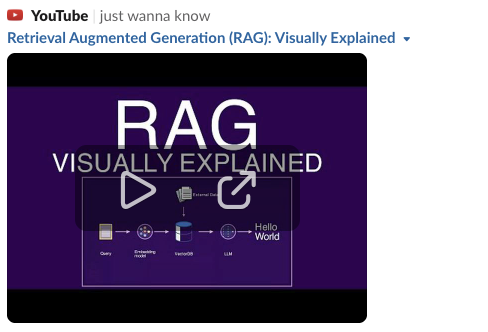 YouTube just wanna know
Retrieval Augmented Generation (RAG): Visually Explained
RAG
VISUALLY EXPLAINED
External Data
Hello
World
Query
Embedding
model
VectorDB
LLM